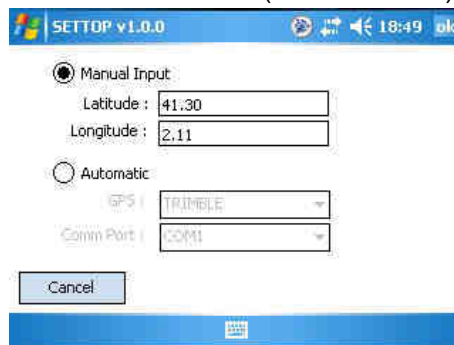 SETTOP v1.0.0 18:49 ok
Manual Input
Latitude : 41.30
Longitude : 2.11
Automatic
GPS : TRIMBLE
Comm Port : COM1
Cancel